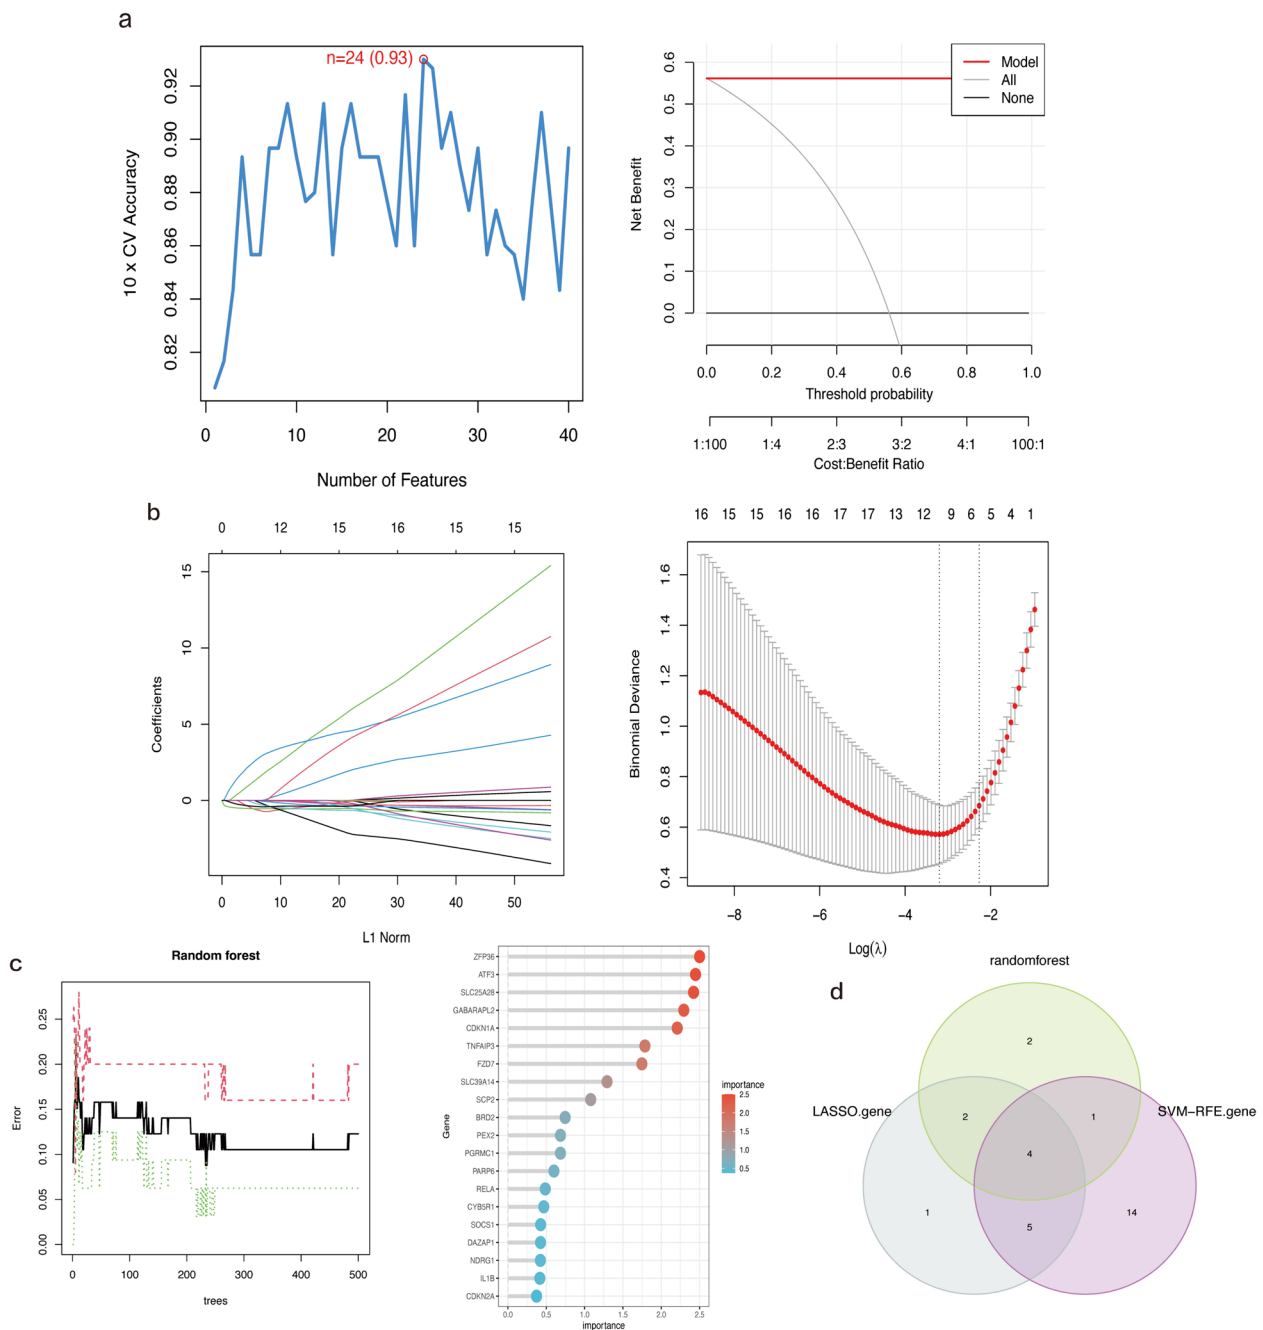 a
n=24 (0.93)
10 x CV Accuracy
0.92
0.90
0.88
0.86
0.84
0.82
0 10 20 30 40
Number of Features
Model
All
None
Net Benefit
0.6
0.5
0.4
0.3
0.2
0.1
0.0
0.0 0.2 0.4 0.6 0.8 1.0
Threshold probability
1:100 1:4 2:3 3:2 4:1 100:1
Cost:Benefit Ratio
b
0 12 15 16 15 15
Coefficients
15
10
5
0
0 10 20 30 40 50
L1 Norm
16 15 15 16 16 17 17 13 12 9 6 5 4 1
Binomial Deviance
1.6
1.4
1.2
1.0
0.8
0.6
0.4
−8 −6 −4 −2
Log(λ)
c
Random forest
Error
0.25
0.20
0.15
0.10
0.05
0.00
0 100 200 300 400 500
trees
Gene
ZFP36
ATF3
SLC25A28
GABARAPL2
CDKN1A
TNFAIP3
FZD7
SLC39A14
SCP2
BRD2
PEX2
PGRMC1
PARP6
RELA
CYB5R1
SOCS1
DAZAP1
NDRG1
IL1B
CDKN2A
0.0 0.5 1.0 1.5 2.0 2.5
importance
importance
2.5
2.0
1.5
1.0
0.5
d
randomforest
LASSO.gene
SVM−RFE.gene
2
2
1
4
1
5
14